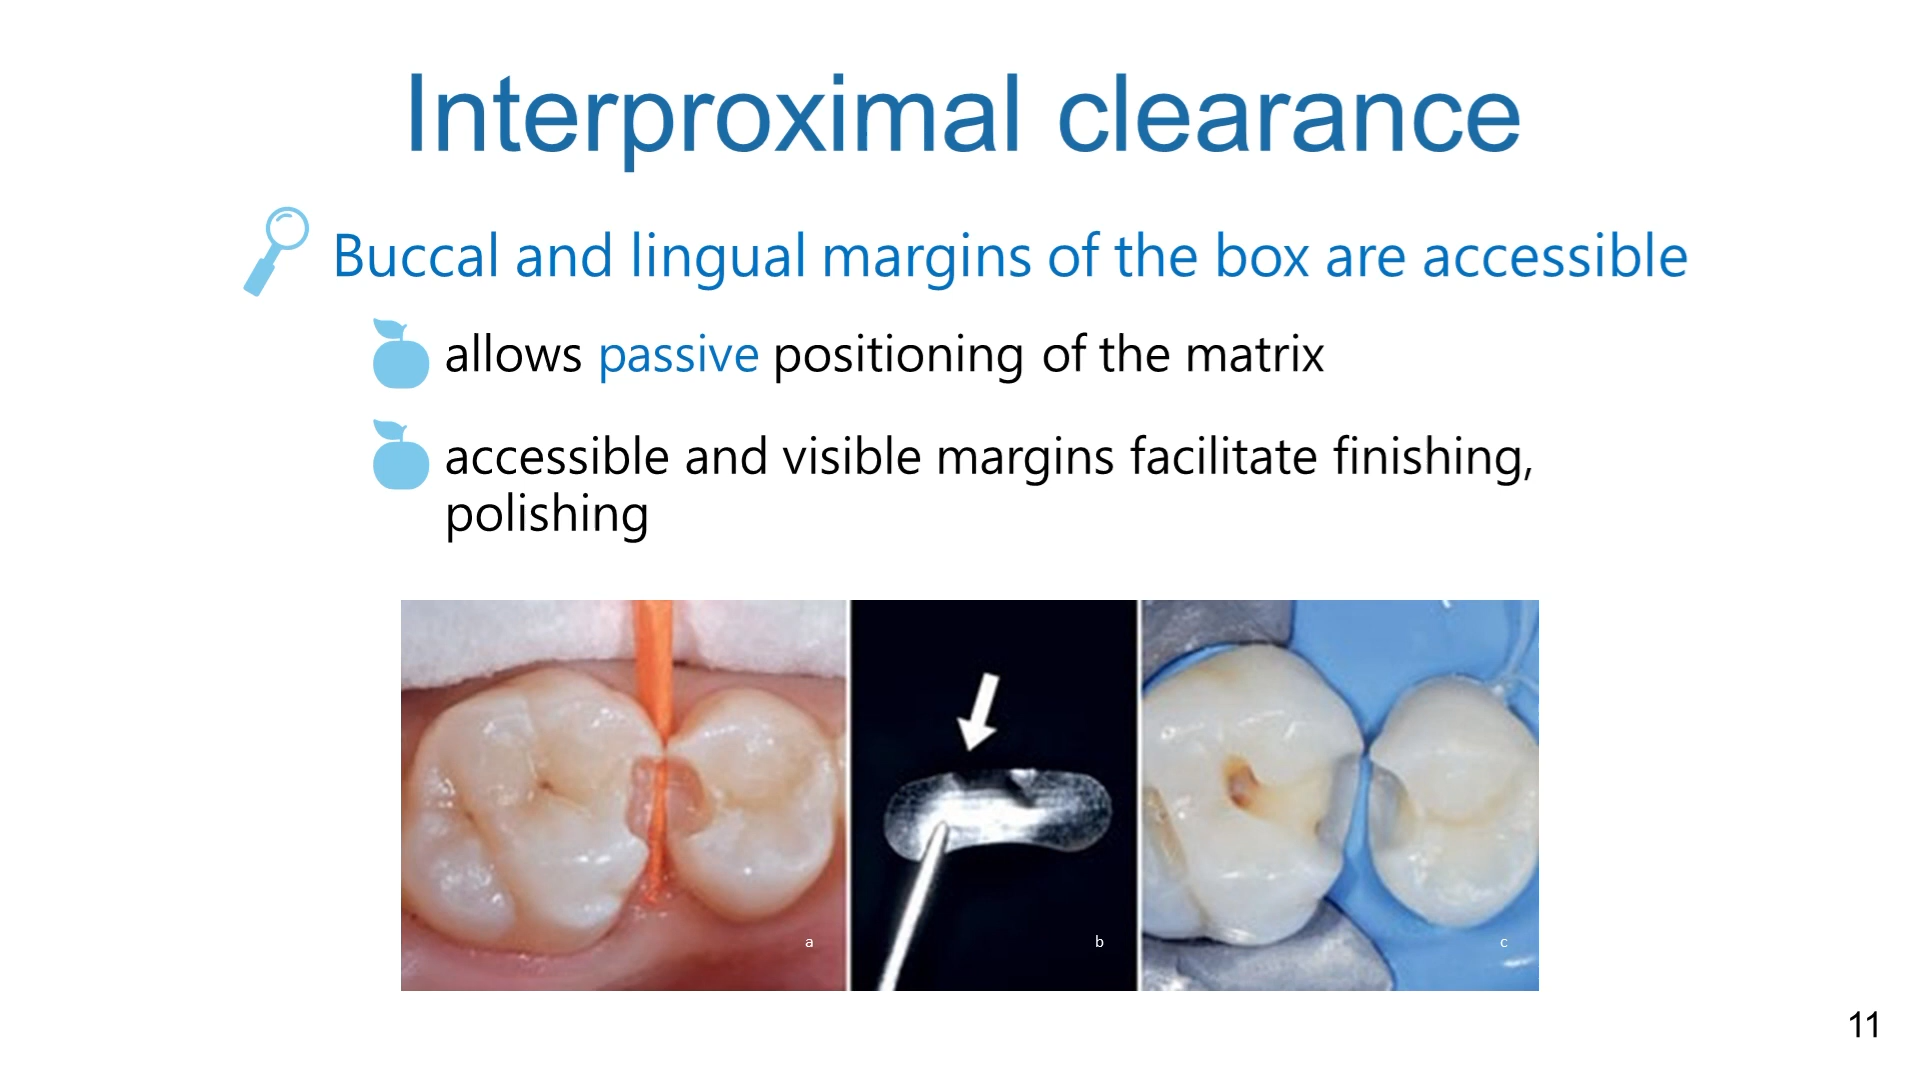 Interproximal clearance
Buccal and lingual margins of the box are accessible
allows passive positioning of the matrix
accessible and visible margins facilitate finishing,
polishing
a
b
c
11